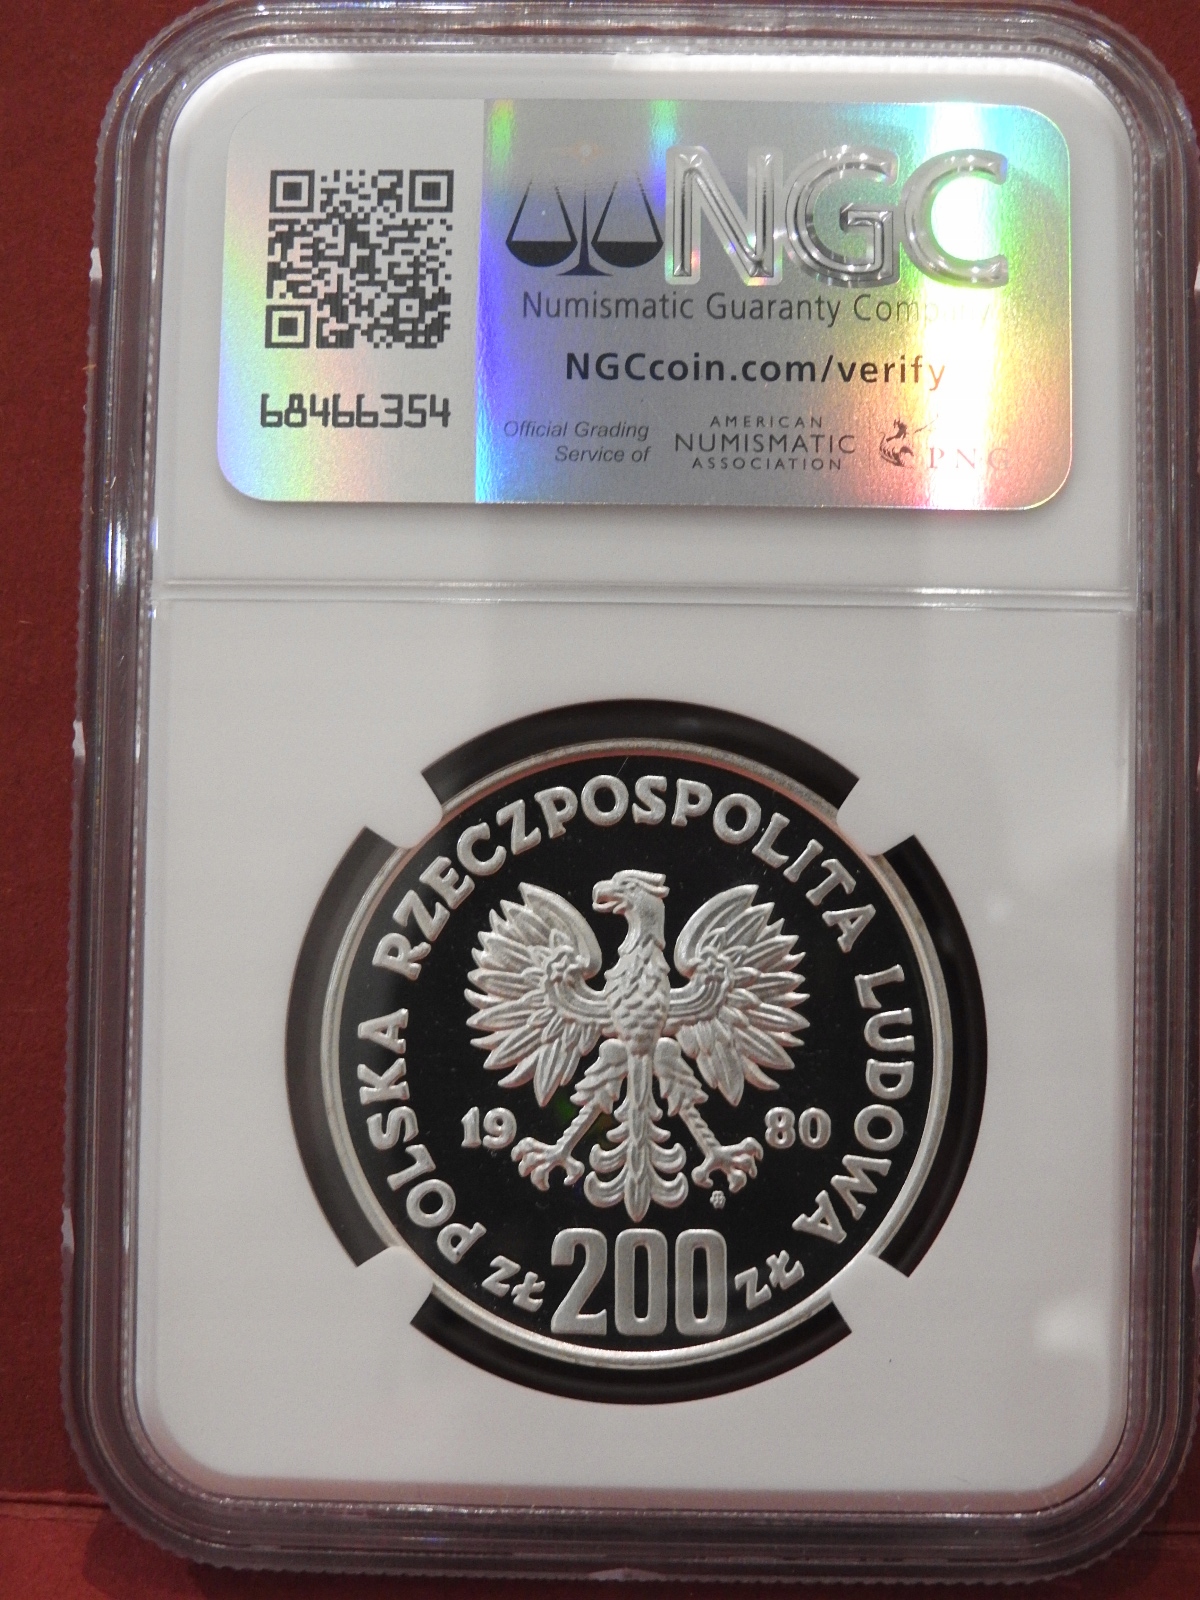 NGC
Numismatic Guaranty Company
NGCcoin.com/verify
68466354
Official Grading
Service of
AMERICAN
NUMISMATIC
ASSOCIATION
PNG
POLSKA RZECZPOSPOLITA LUDOWA
19 80
ZŁ 200 ZŁ